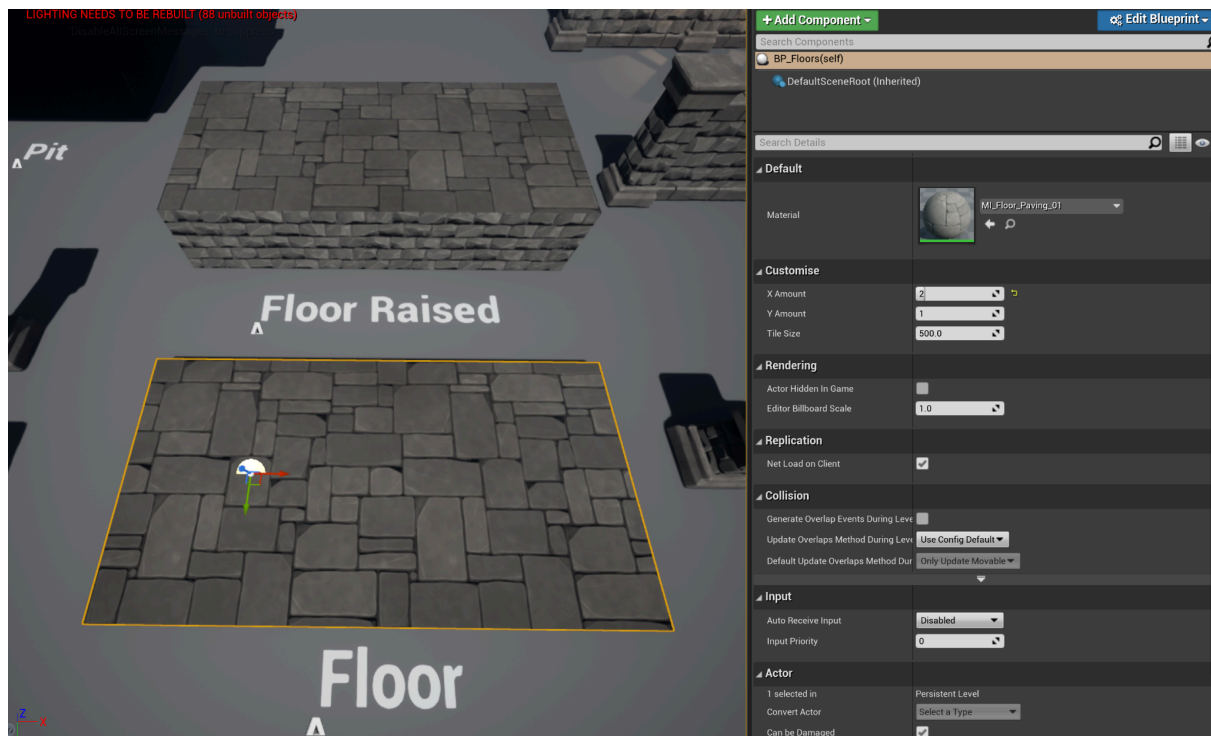 LIGHTING NEEDS TO BE REBUILT (88 unbuilt objects)
Pit
Floor Raised
Floor
Z
X
+ Add Component
Edit Blueprint
Search Components
BP_Floors(self)
DefaultSceneRoot (Inherited)
Search Details
Default
Material
MI_Floor_Paving_01
Customise
X Amount 2
Y Amount 1
Tile Size 500.0
Rendering
Actor Hidden In Game
Editor Billboard Scale 1.0
Replication
Net Load on Client
Collision
Generate Overlap Events During Leve
Update Overlaps Method During Leve Use Config Default
Default Update Overlaps Method Dur Only Update Movable
Input
Auto Receive Input Disabled
Input Priority 0
Actor
1 selected in Persistent Level
Convert Actor Select a Type
Can be Damaged